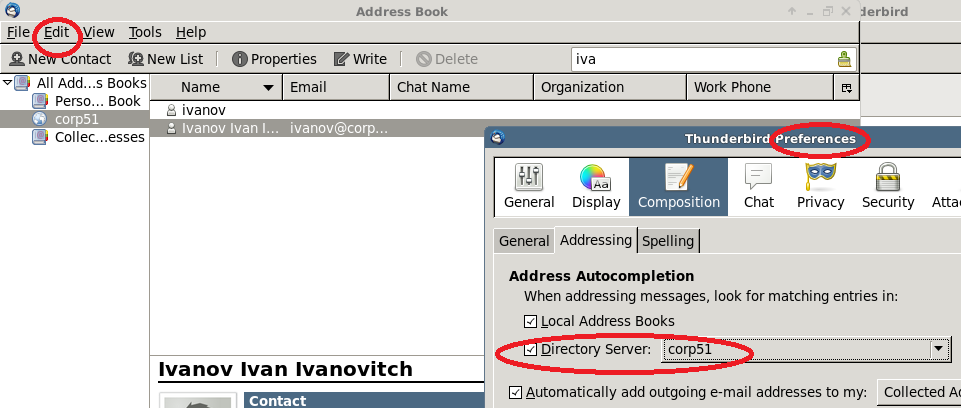 Address Book
derbird
File Edit View Tools Help
New Contact New List Properties Write Delete
iva
All Add...s Books
Perso... Book
corp51
Collec...esses
Name Email Chat Name Organization Work Phone
ivanov
Ivanov Ivan I... ivanov@corp...
Thunderbird Preferences
General Display Composition Chat Privacy Security Attac
General Addressing Spelling
Address Autocompletion
When addressing messages, look for matching entries in:
Local Address Books
Directory Server: corp51
Automatically add outgoing e-mail addresses to my: Collected Ad
Ivanov Ivan Ivanovitch
Contact